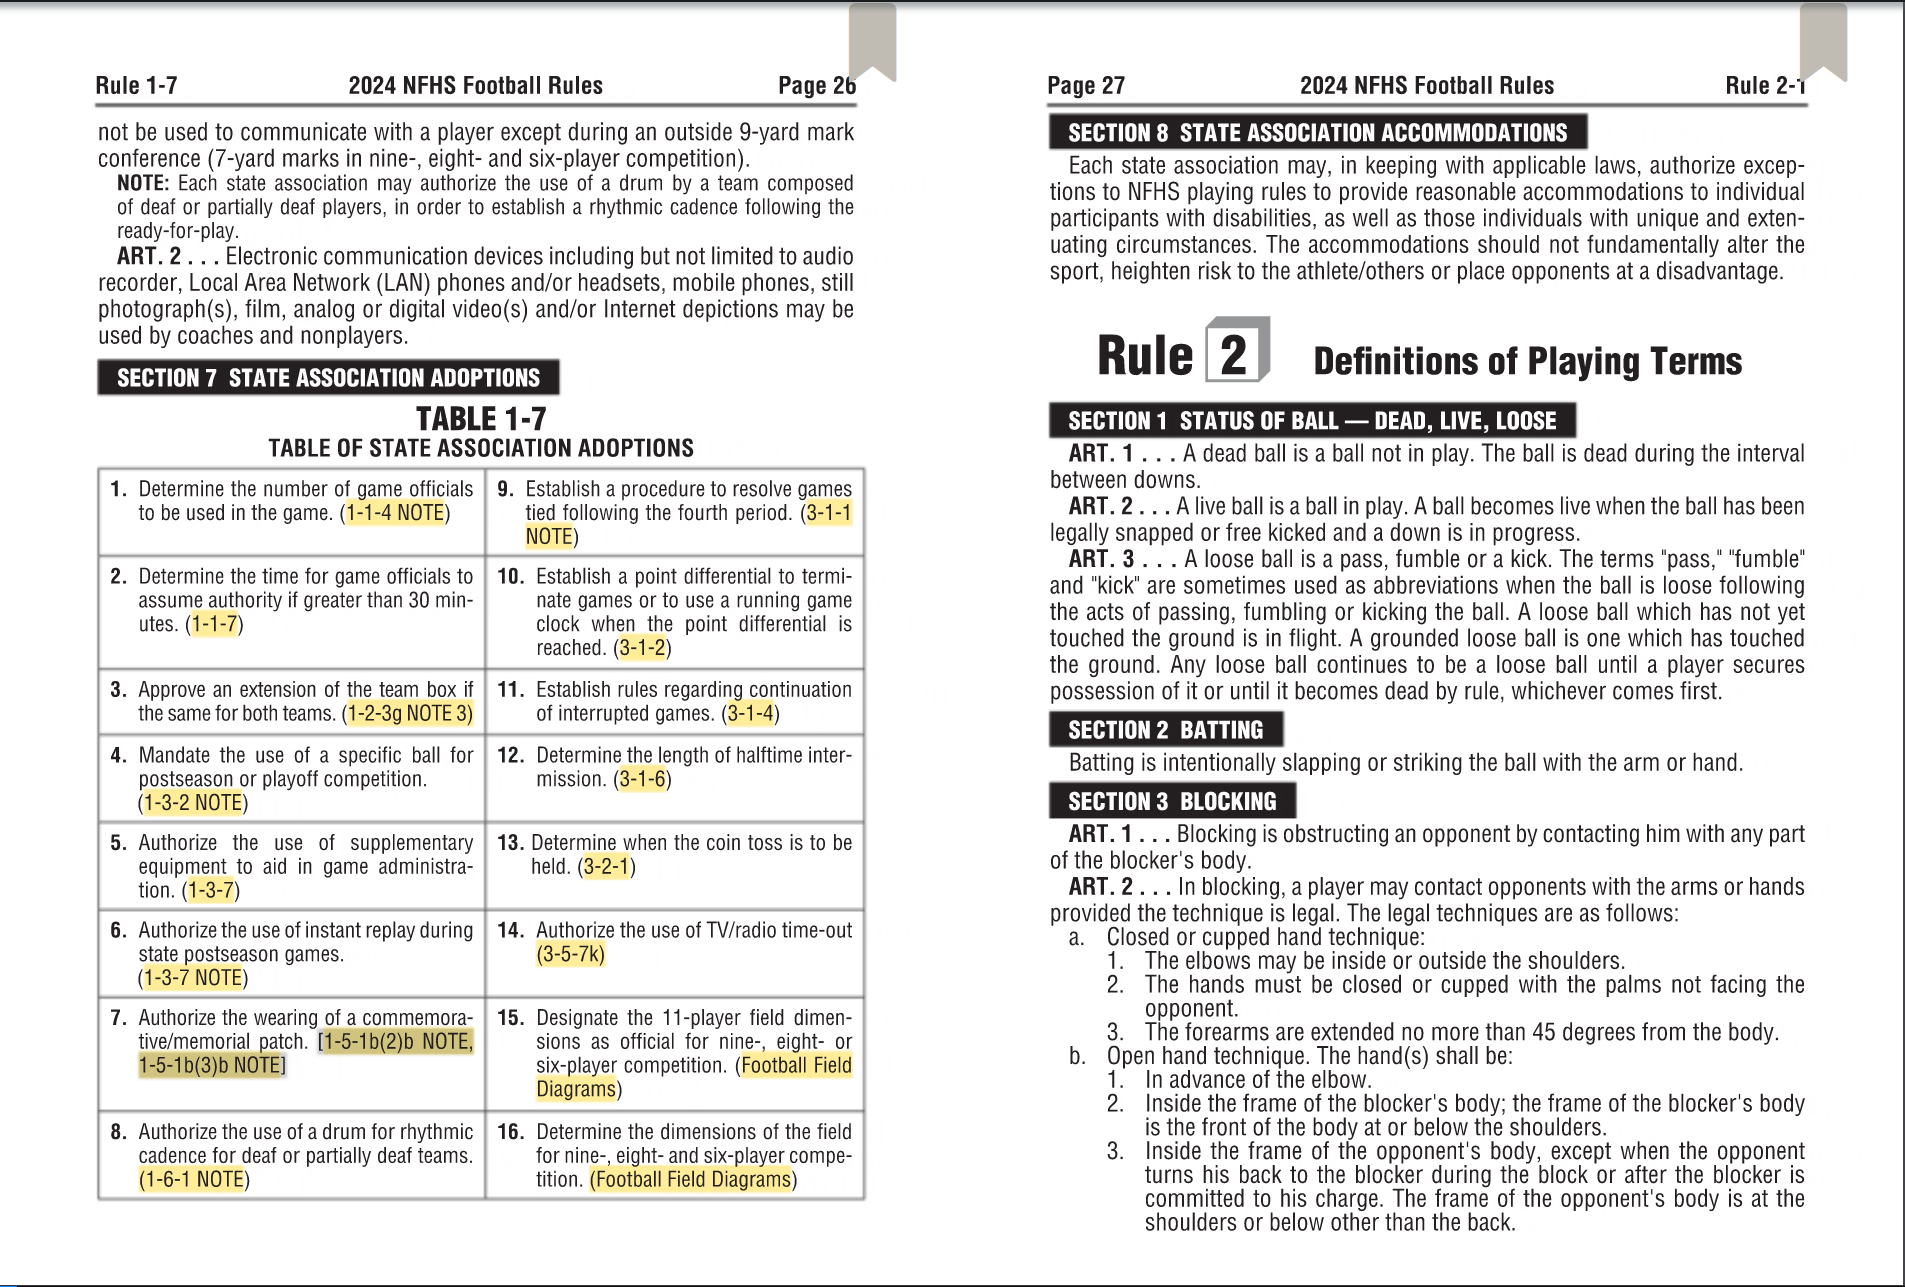 Rule 1-7 2024 NFHS Football Rules Page 26
not be used to communicate with a player except during an outside 9-yard mark
conference (7-yard marks in nine-, eight- and six-player competition).
NOTE: Each state association may authorize the use of a drum by a team composed
of deaf or partially deaf players, in order to establish a rhythmic cadence following the
ready-for-play.
ART. 2 . . . Electronic communication devices including but not limited to audio
recorder, Local Area Network (LAN) phones and/or headsets, mobile phones, still
photograph(s), film, analog or digital video(s) and/or Internet depictions may be
used by coaches and nonplayers.
SECTION 7 STATE ASSOCIATION ADOPTIONS
TABLE 1-7
TABLE OF STATE ASSOCIATION ADOPTIONS
1. Determine the number of game officials
to be used in the game. (1-1-4 NOTE)
2. Determine the time for game officials to
assume authority if greater than 30 min-
utes. (1-1-7)
3. Approve an extension of the team box if
the same for both teams. (1-2-3g NOTE 3)
4. Mandate the use of a specific ball for
postseason or playoff competition.
(1-3-2 NOTE)
5. Authorize the use of supplementary
equipment to aid in game administra-
tion. (1-3-7)
6. Authorize the use of instant replay during
state postseason games.
(1-3-7 NOTE)
7. Authorize the wearing of a commemora-
tive/memorial patch. [1-5-1b(2)b NOTE,
1-5-1b(3)b NOTE]
8. Authorize the use of a drum for rhythmic
cadence for deaf or partially deaf teams.
(1-6-1 NOTE)
9. Establish a procedure to resolve games
tied following the fourth period. (3-1-1
NOTE)
10. Establish a point differential to termi-
nate games or to use a running game
clock when the point differential is
reached. (3-1-2)
11. Establish rules regarding continuation
of interrupted games. (3-1-4)
12. Determine the length of halftime inter-
mission. (3-1-6)
13. Determine when the coin toss is to be
held. (3-2-1)
14. Authorize the use of TV/radio time-out
(3-5-7k)
15. Designate the 11-player field dimen-
sions as official for nine-, eight- or
six-player competition. (Football Field
Diagrams)
16. Determine the dimensions of the field
for nine-, eight- and six-player compe-
tition. (Football Field Diagrams)
Page 27 2024 NFHS Football Rules Rule 2-1
SECTION 8 STATE ASSOCIATION ACCOMMODATIONS
Each state association may, in keeping with applicable laws, authorize excep-
tions to NFHS playing rules to provide reasonable accommodations to individual
participants with disabilities, as well as those individuals with unique and exten-
uating circumstances. The accommodations should not fundamentally alter the
sport, heighten risk to the athlete/others or place opponents at a disadvantage.
Rule 2 Definitions of Playing Terms
SECTION 1 STATUS OF BALL — DEAD, LIVE, LOOSE
ART. 1 . . . A dead ball is a ball not in play. The ball is dead during the interval
between downs.
ART. 2 . . . A live ball is a ball in play. A ball becomes live when the ball has been
legally snapped or free kicked and a down is in progress.
ART. 3 . . . A loose ball is a pass, fumble or a kick. The terms "pass," "fumble"
and "kick" are sometimes used as abbreviations when the ball is loose following
the acts of passing, fumbling or kicking the ball. A loose ball which has not yet
touched the ground is in flight. A grounded loose ball is one which has touched
the ground. Any loose ball continues to be a loose ball until a player secures
possession of it or until it becomes dead by rule, whichever comes first.
SECTION 2 BATTING
Batting is intentionally slapping or striking the ball with the arm or hand.
SECTION 3 BLOCKING
ART. 1 . . . Blocking is obstructing an opponent by contacting him with any part
of the blocker's body.
ART. 2 . . . In blocking, a player may contact opponents with the arms or hands
provided the technique is legal. The legal techniques are as follows:
a. Closed or cupped hand technique:
1. The elbows may be inside or outside the shoulders.
2. The hands must be closed or cupped with the palms not facing the
opponent.
3. The forearms are extended no more than 45 degrees from the body.
b. Open hand technique. The hand(s) shall be:
1. In advance of the elbow.
2. Inside the frame of the blocker's body; the frame of the blocker's body
is the front of the body at or below the shoulders.
3. Inside the frame of the opponent's body, except when the opponent
turns his back to the blocker during the block or after the blocker is
committed to his charge. The frame of the opponent's body is at the
shoulders or below other than the back.